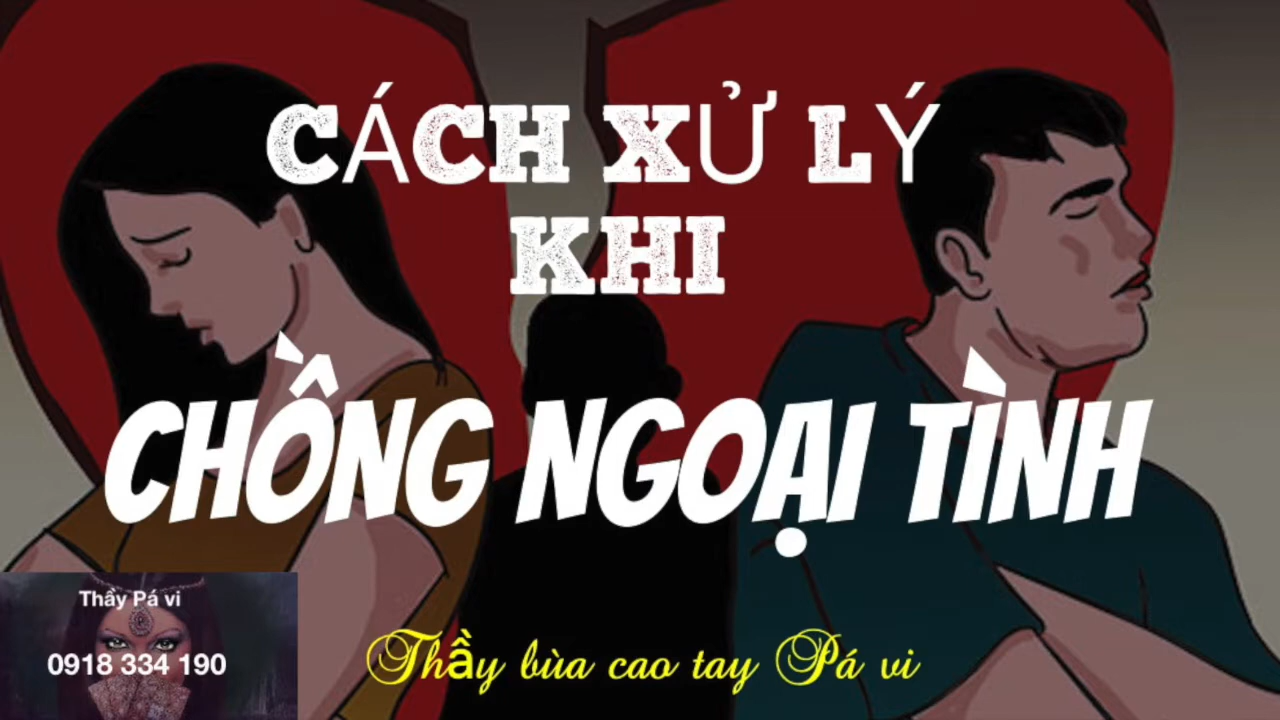 CÁCH XỬ LÝ
KHI
CHỒNG NGOẠI TÌNH
Thầy Pá vi
0918 334 190
Thầy bùa cao tay Pá vi